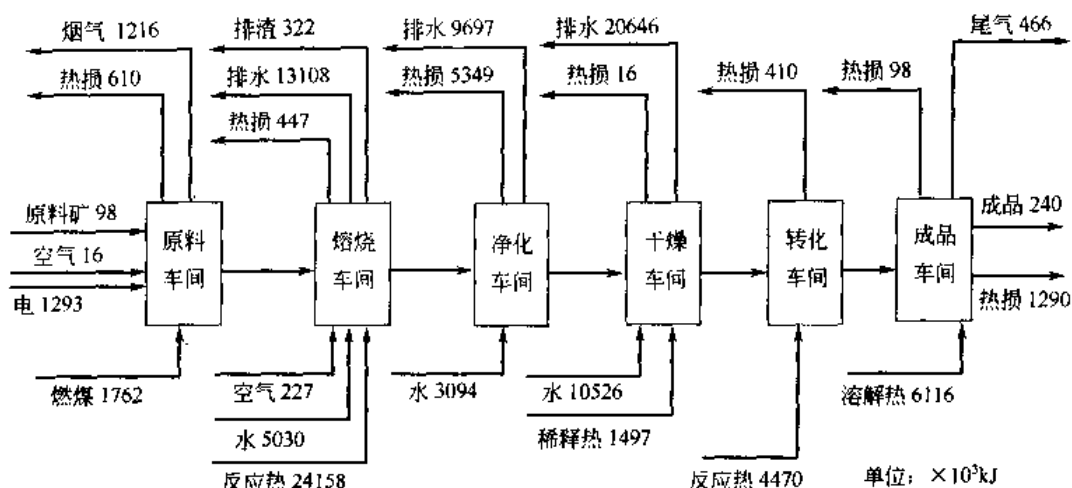 烟气 1216
热损 610
排渣 322
排水 13108
热损 447
排水 9697
热损 5349
排水 20646
热损 16
热损 410
热损 98
尾气 466
原料矿 98
空气 16
电 1293
原料
车间
熔烧
车间
净化
车间
干燥
车间
转化
车间
成品
车间
成品 240
热损 1290
燃煤 1762
空气 227
水 5030
反应热 24158
水 3094
水 10526
稀释热 1497
反应热 4470
溶解热 6116
单位：×10³kJ